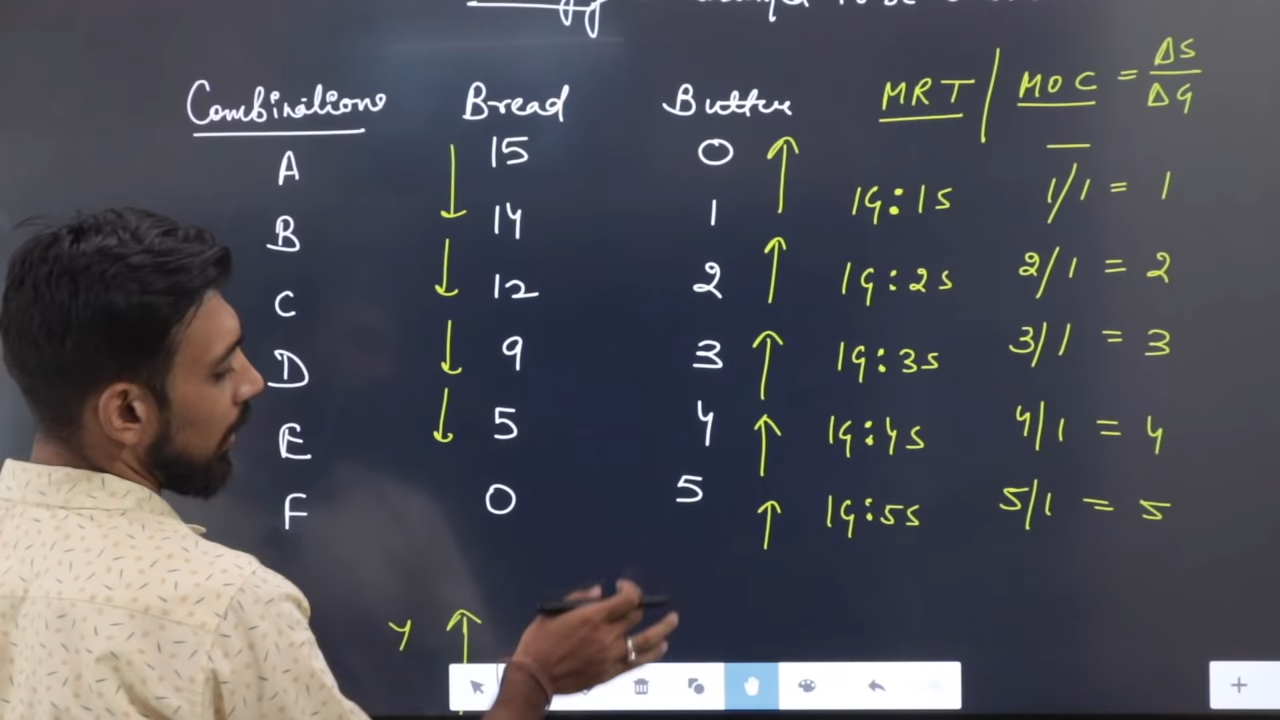 to be
Combinations Bread Butter MRT / MOC = ΔS/ΔG
A 15 0 —
B 14 1 1G:1S 1/1 = 1
C 12 2 1G:2S 2/1 = 2
D 9 3 1G:3S 3/1 = 3
E 5 4 1G:4S 4/1 = 4
F 0 5 1G:5S 5/1 = 5
Y